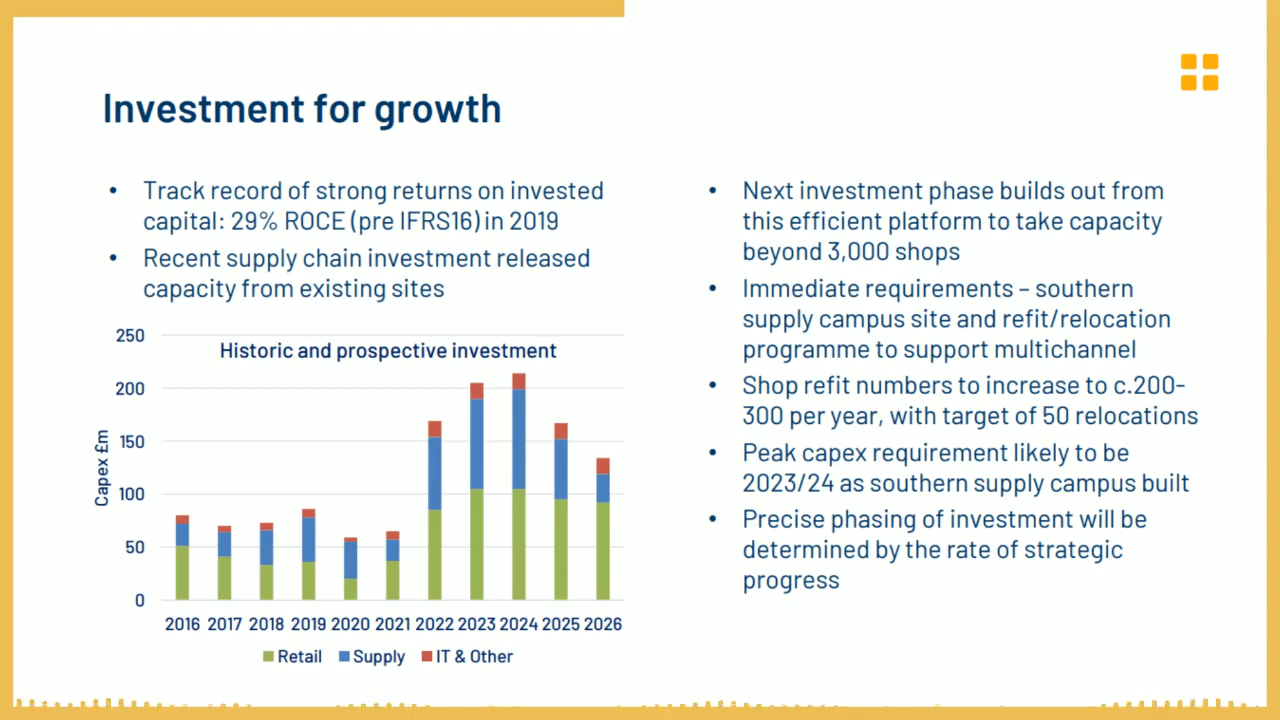 Investment for growth
• Track record of strong returns on invested
capital: 29% ROCE (pre IFRS16) in 2019
• Recent supply chain investment released
capacity from existing sites
Historic and prospective investment
Capex £m
250
200
150
100
50
0
2016 2017 2018 2019 2020 2021 2022 2023 2024 2025 2026
Retail Supply IT & Other
• Next investment phase builds out from
this efficient platform to take capacity
beyond 3,000 shops
• Immediate requirements – southern
supply campus site and refit/relocation
programme to support multichannel
• Shop refit numbers to increase to c.200-
300 per year, with target of 50 relocations
• Peak capex requirement likely to be
2023/24 as southern supply campus built
• Precise phasing of investment will be
determined by the rate of strategic
progress